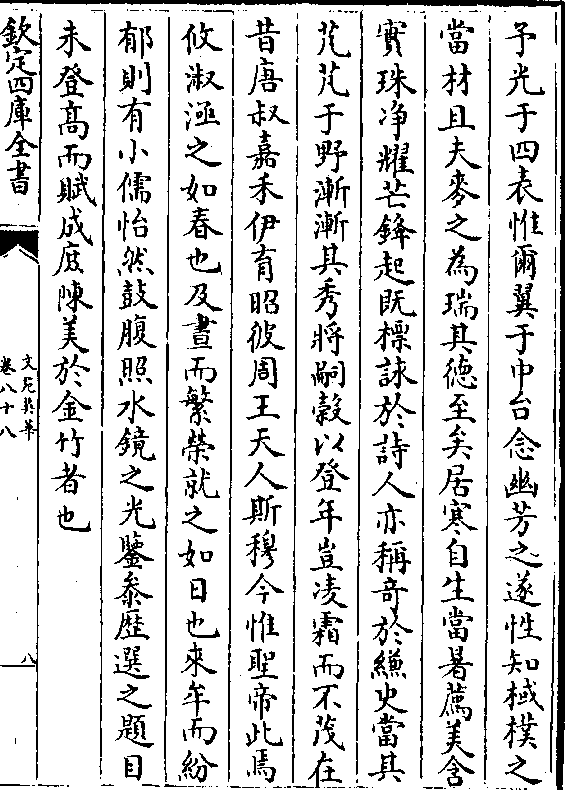 予光于四表惟爾翼于中台念幽芳之遂性知棫樸之
當材且夫麥之為瑞其徳至矣居寒自生當暑薦美含
實珠浄耀芒鋒起既標詠於詩人亦稱竒於縑史當其
芃芃于野漸漸其秀將嗣穀以登年豈凌霜而不茂在
昔唐叔嘉禾伊育昭彼周王天人斯穆今惟聖帝此焉
攸淑涵之如春也及晝而繁榮就之如日也來年而紛
郁則有小儒怡然鼓腹照水鏡之光鑒忝歴選之題目
未登髙而賦成庶陳美於金竹者也
欽定四庫全書
文苑英華
卷八十八
八